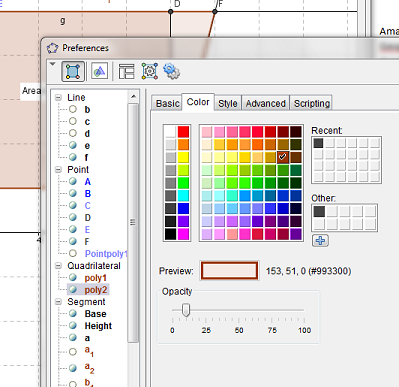 D
F
g
Ama
Preferences
Area
Line
b
c
d
e
f
Point
A
B
C
D
E
F
Pointpoly1
Quadrilateral
poly1
poly2
Segment
Base
Height
a
a1
a2
b1
Basic Color Style Advanced Scripting
Recent:
Other:
Preview: 153, 51, 0 (#993300)
Opacity
0 25 50 75 100